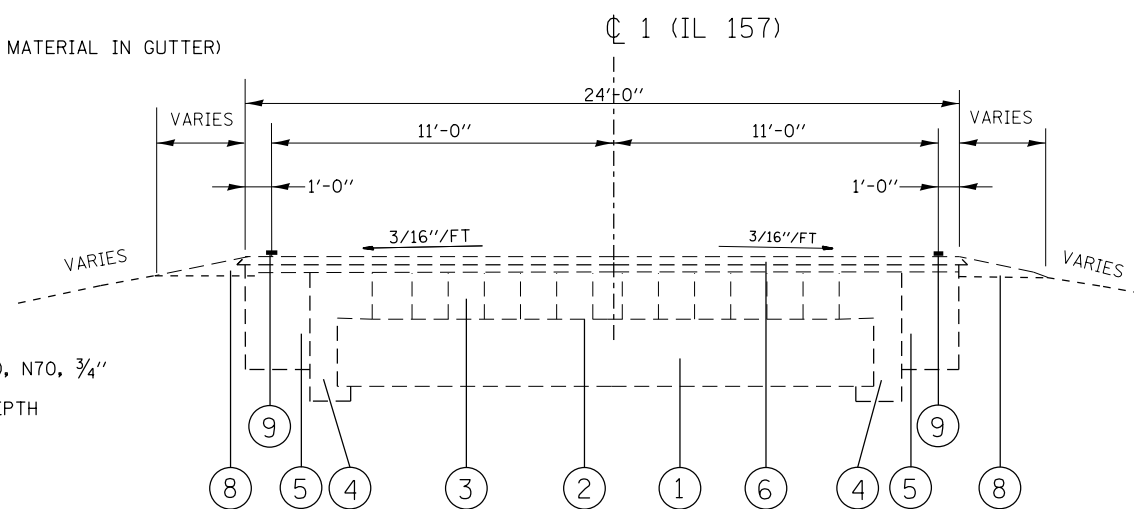 ℄ 1 (IL 157)
MATERIAL IN GUTTER)
24'-0"
VARIES
VARIES
11'-0"
11'-0"
1'-0"
1'-0"
3/16"/FT
3/16"/FT
VARIES
VARIES
, N70, 3/4"
EPTH
9
9
8
5
4
3
2
1
6
4
5
8